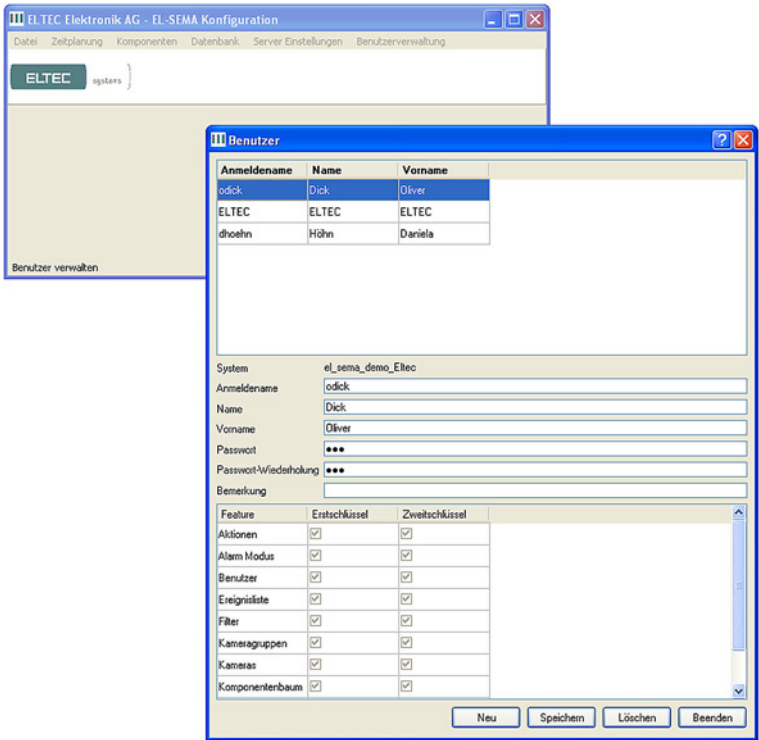 ELTEC Elektronik AG - EL-SEMA Konfiguration
Datei Zeitplanung Komponenten Datenbank Server Einstellungen Benutzerverwaltung
ELTEC systems
Benutzer verwalten
Benutzer
Anmeldename Name Vorname
odick Dick Oliver
ELTEC ELTEC ELTEC
dhoehn Höhn Daniela
System el_sema_demo_Eltec
Anmeldename odick
Name Dick
Vorname Oliver
Passwort •••
Passwort-Wiederholung •••
Bemerkung
Feature Erstschlüssel Zweitschlüssel
Aktionen
Alarm Modus
Benutzer
Ereignisliste
Filter
Kameragruppen
Kameras
Komponentenbaum
Neu Speichern Löschen Beenden